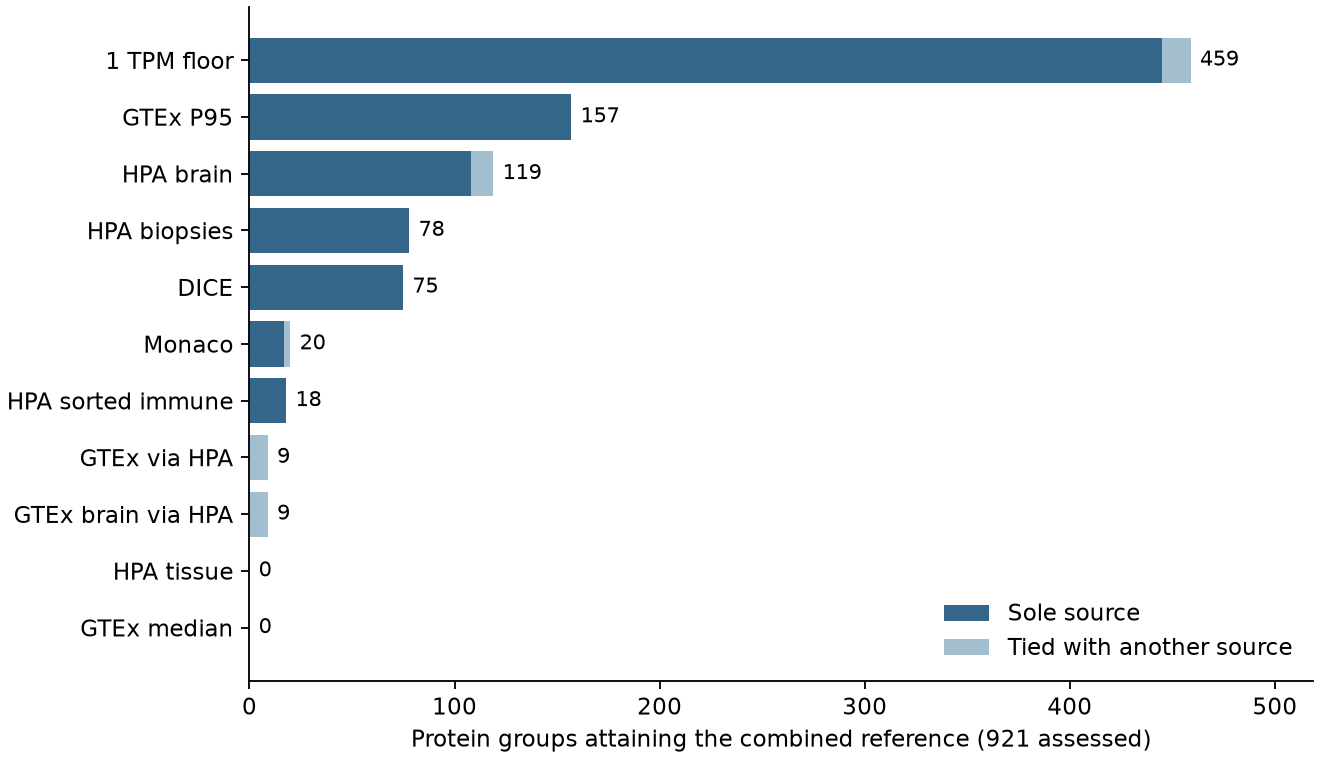 1 TPM floor 459
GTEx P95 157
HPA brain 119
HPA biopsies 78
DICE 75
Monaco 20
HPA sorted immune 18
GTEx via HPA 9
GTEx brain via HPA 9
HPA tissue 0
GTEx median 0
Sole source
Tied with another source
0 100 200 300 400 500
Protein groups attaining the combined reference (921 assessed)